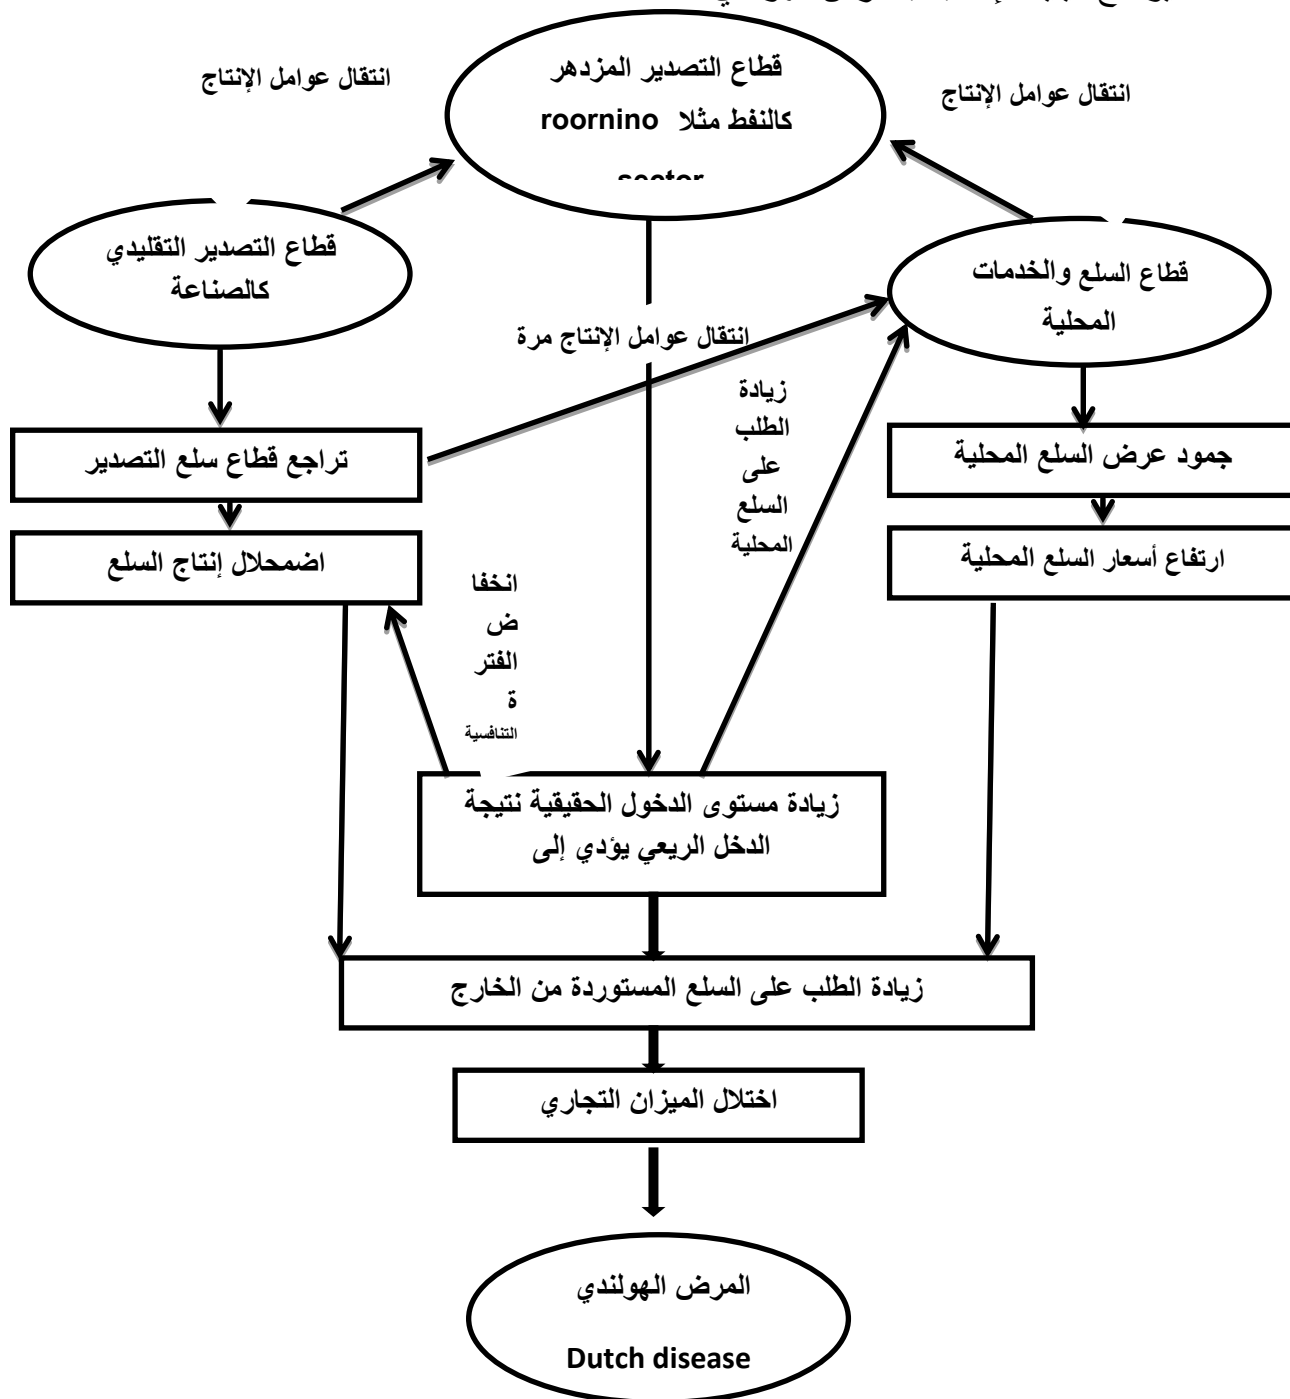 انتقال عوامل الإنتاج
قطاع التصدير المزدهر
كالنفط مثلا roornino
sector
انتقال عوامل الإنتاج
قطاع التصدير التقليدي
كالصناعة
قطاع السلع والخدمات
المحلية
انتقال عوامل الإنتاج مرة
زيادة
الطلب
على
السلع
المحلية
تراجع قطاع سلع التصدير
جمود عرض السلع المحلية
اضمحلال إنتاج السلع
ارتفاع أسعار السلع المحلية
انخفا
ض
الفتر
ة
التنافسية
زيادة مستوى الدخول الحقيقية نتيجة
الدخل الريعي يؤدي إلى
زيادة الطلب على السلع المستوردة من الخارج
اختلال الميزان التجاري
المرض الهولندي
Dutch disease